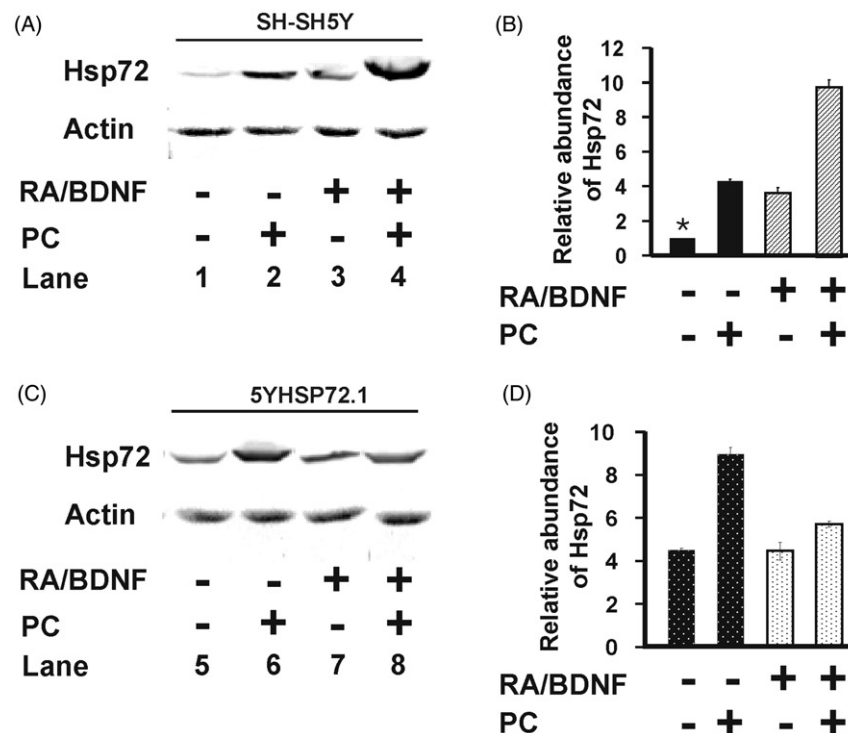 (A)
SH-SH5Y
Hsp72
Actin
RA/BDNF - - + +
PC - + - +
Lane 1 2 3 4
(B)
Relative abundance
of Hsp72
12
10
8
6
4
2
0
*
RA/BDNF - - + +
PC - + - +
(C)
5YHSP72.1
Hsp72
Actin
RA/BDNF - - + +
PC - + - +
Lane 5 6 7 8
(D)
Relative abundance
of Hsp72
10
8
6
4
2
0
RA/BDNF - - + +
PC - + - +